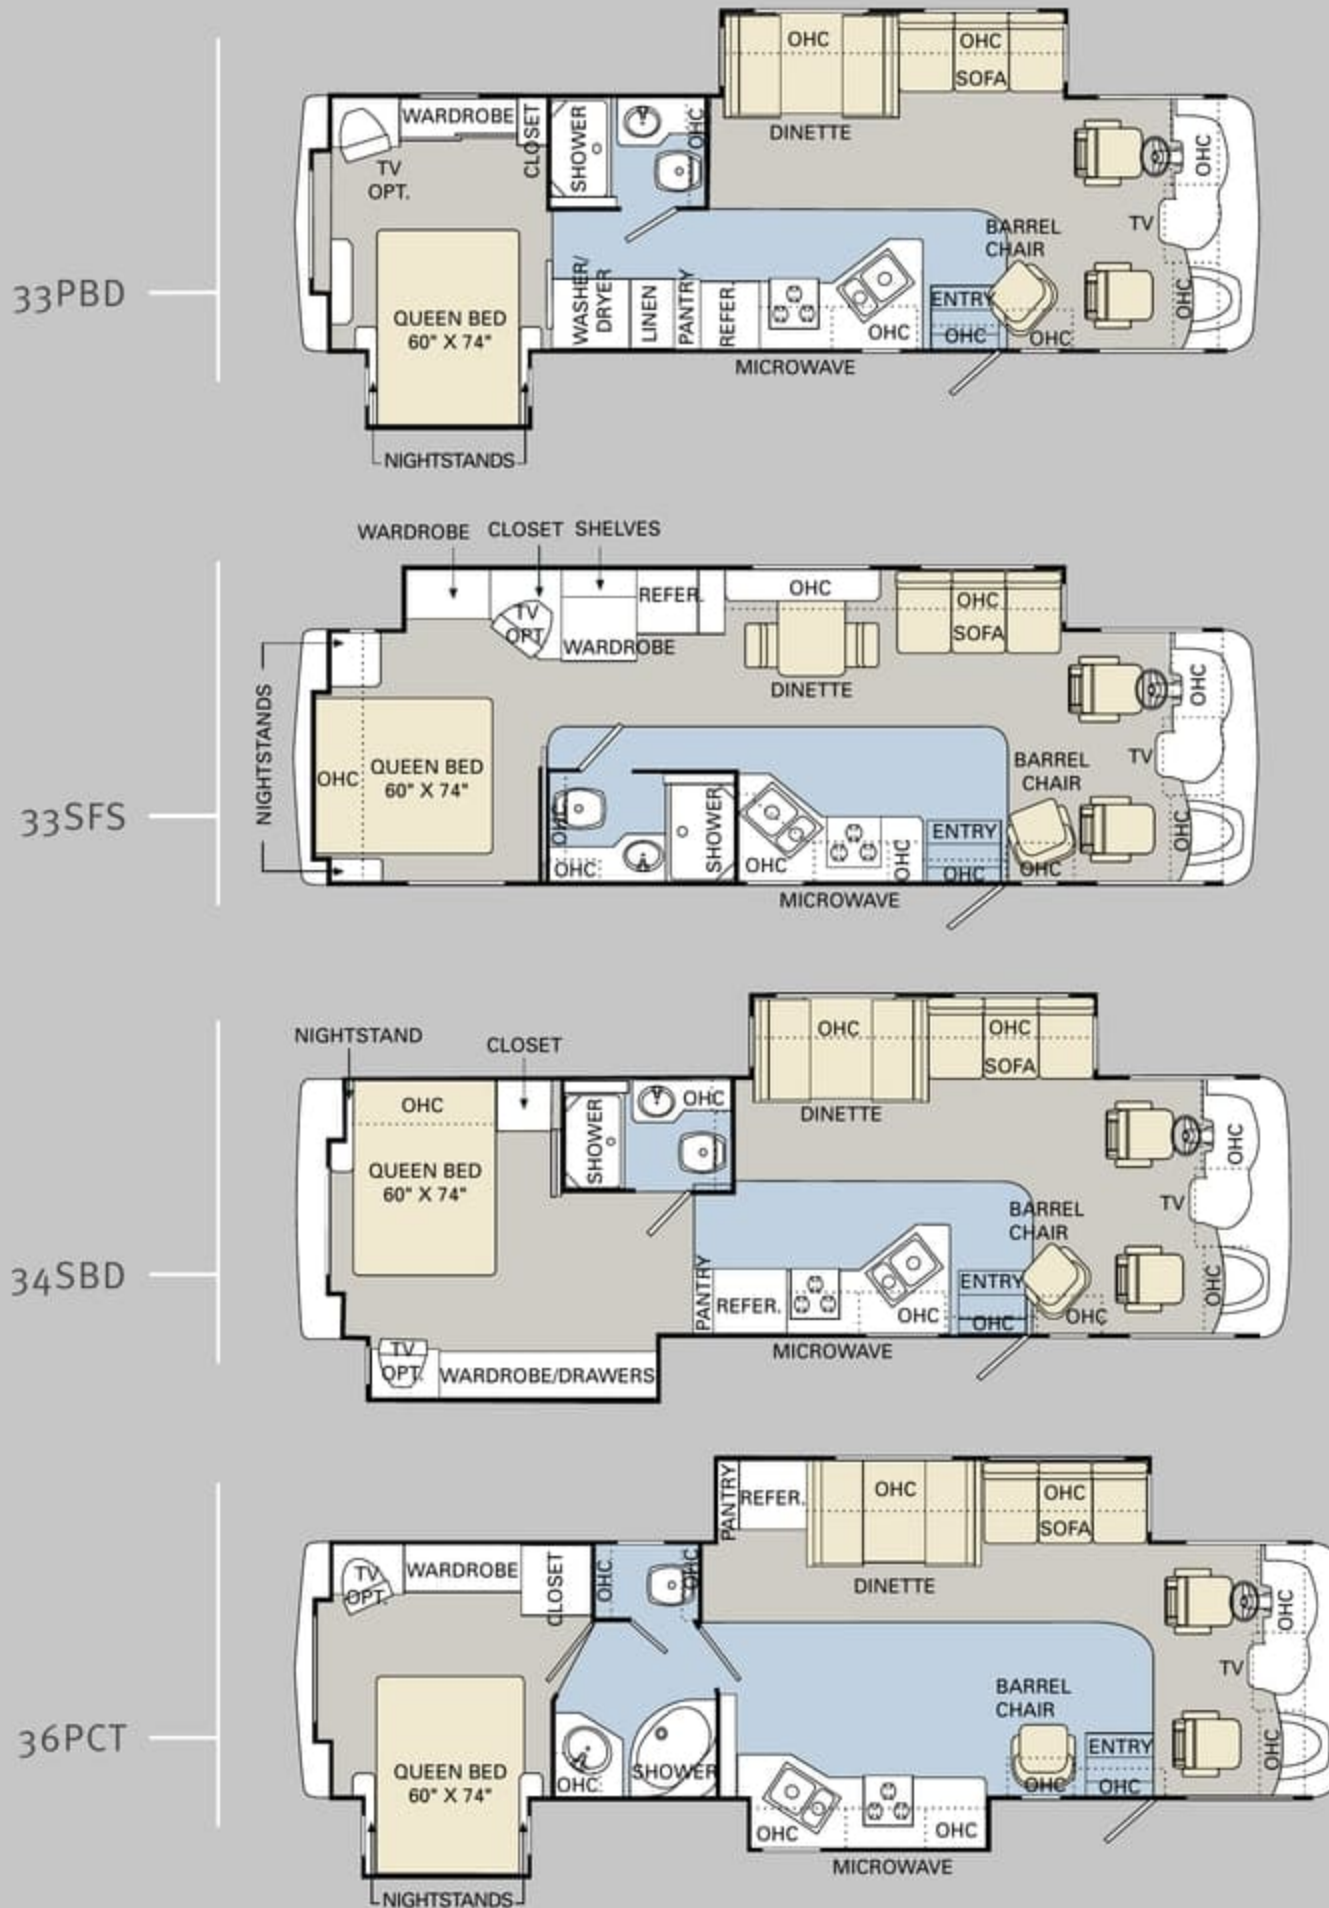 33PBD
OHC
OHC
SOFA
DINETTE
WARDROBE
CLOSET
SHOWER
OHC
TV
OPT.
OHC
TV
BARREL
CHAIR
QUEEN BED
60" X 74"
WASHER/
DRYER
LINEN
PANTRY
REFER.
OHC
ENTRY
OHC
OHC
OHC
MICROWAVE
NIGHTSTANDS
33SFS
WARDROBE
CLOSET
SHELVES
REFER.
OHC
OHC
SOFA
TV
OPT.
WARDROBE
DINETTE
NIGHTSTANDS
OHC
TV
OHC
QUEEN BED
60" X 74"
BARREL
CHAIR
OHC
OHC
SHOWER
OHC
OHC
ENTRY
OHC
OHC
OHC
MICROWAVE
34SBD
NIGHTSTAND
CLOSET
OHC
OHC
SOFA
DINETTE
OHC
SHOWER
OHC
OHC
QUEEN BED
60" X 74"
TV
BARREL
CHAIR
PANTRY
REFER.
OHC
ENTRY
OHC
OHC
OHC
MICROWAVE
TV
OPT.
WARDROBE/DRAWERS
36PCT
PANTRY
REFER.
OHC
OHC
SOFA
DINETTE
TV
OPT.
WARDROBE
CLOSET
OHC
OHC
OHC
TV
BARREL
CHAIR
QUEEN BED
60" X 74"
OHC
SHOWER
ENTRY
OHC
OHC
OHC
OHC
OHC
MICROWAVE
NIGHTSTANDS